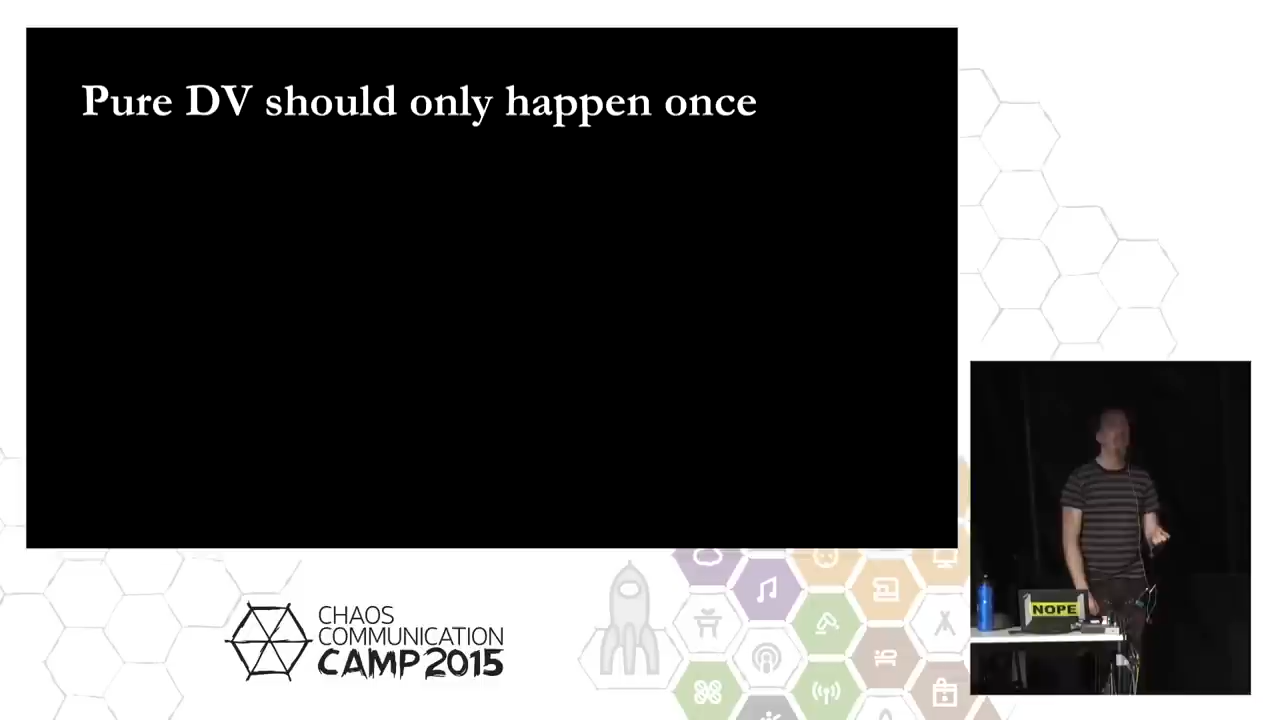 Pure DV should only happen once
NOPE
CHAOS
COMMUNICATION
CAMP 2015